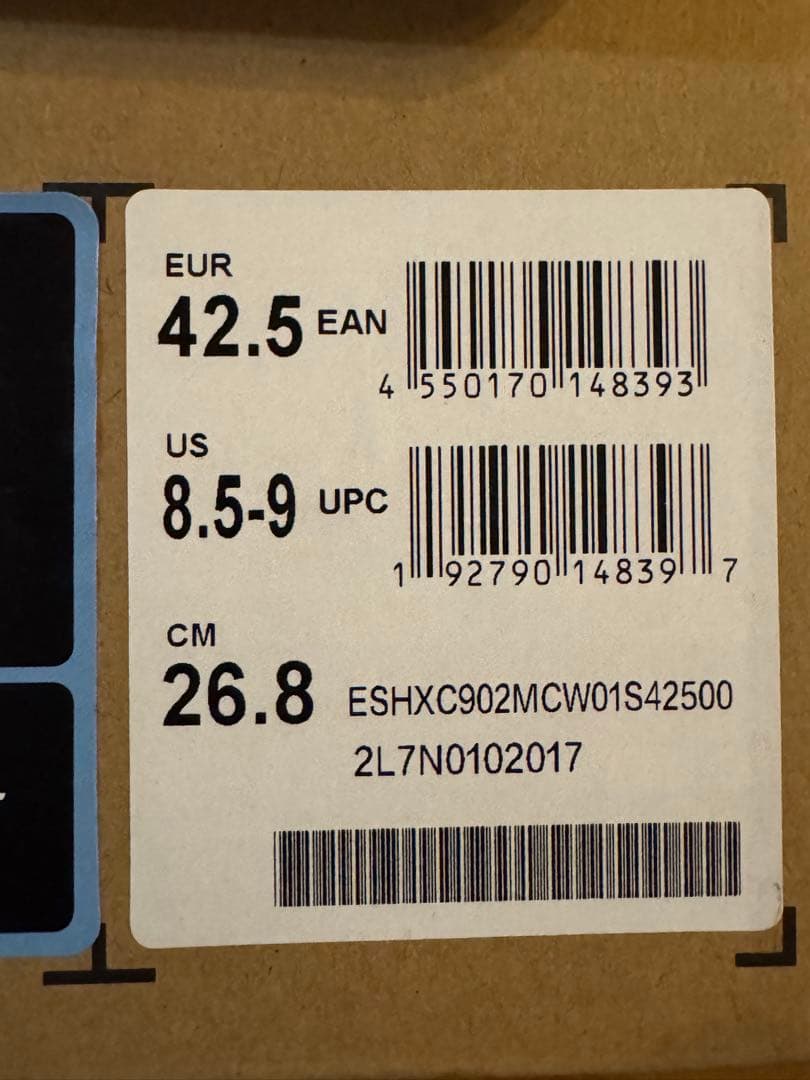 EUR
42.5 EAN
4 550170 148393
US
8.5-9 UPC
1 92790 14839 7
CM
26.8 ESHXC902MCW01S42500
2L7N0102017